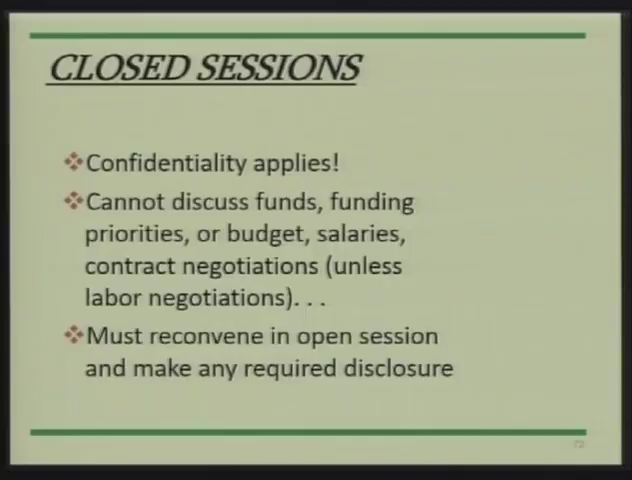 CLOSED SESSIONS
Confidentiality applies!
Cannot discuss funds, funding
priorities, or budget, salaries,
contract negotiations (unless
labor negotiations). . .
Must reconvene in open session
and make any required disclosure